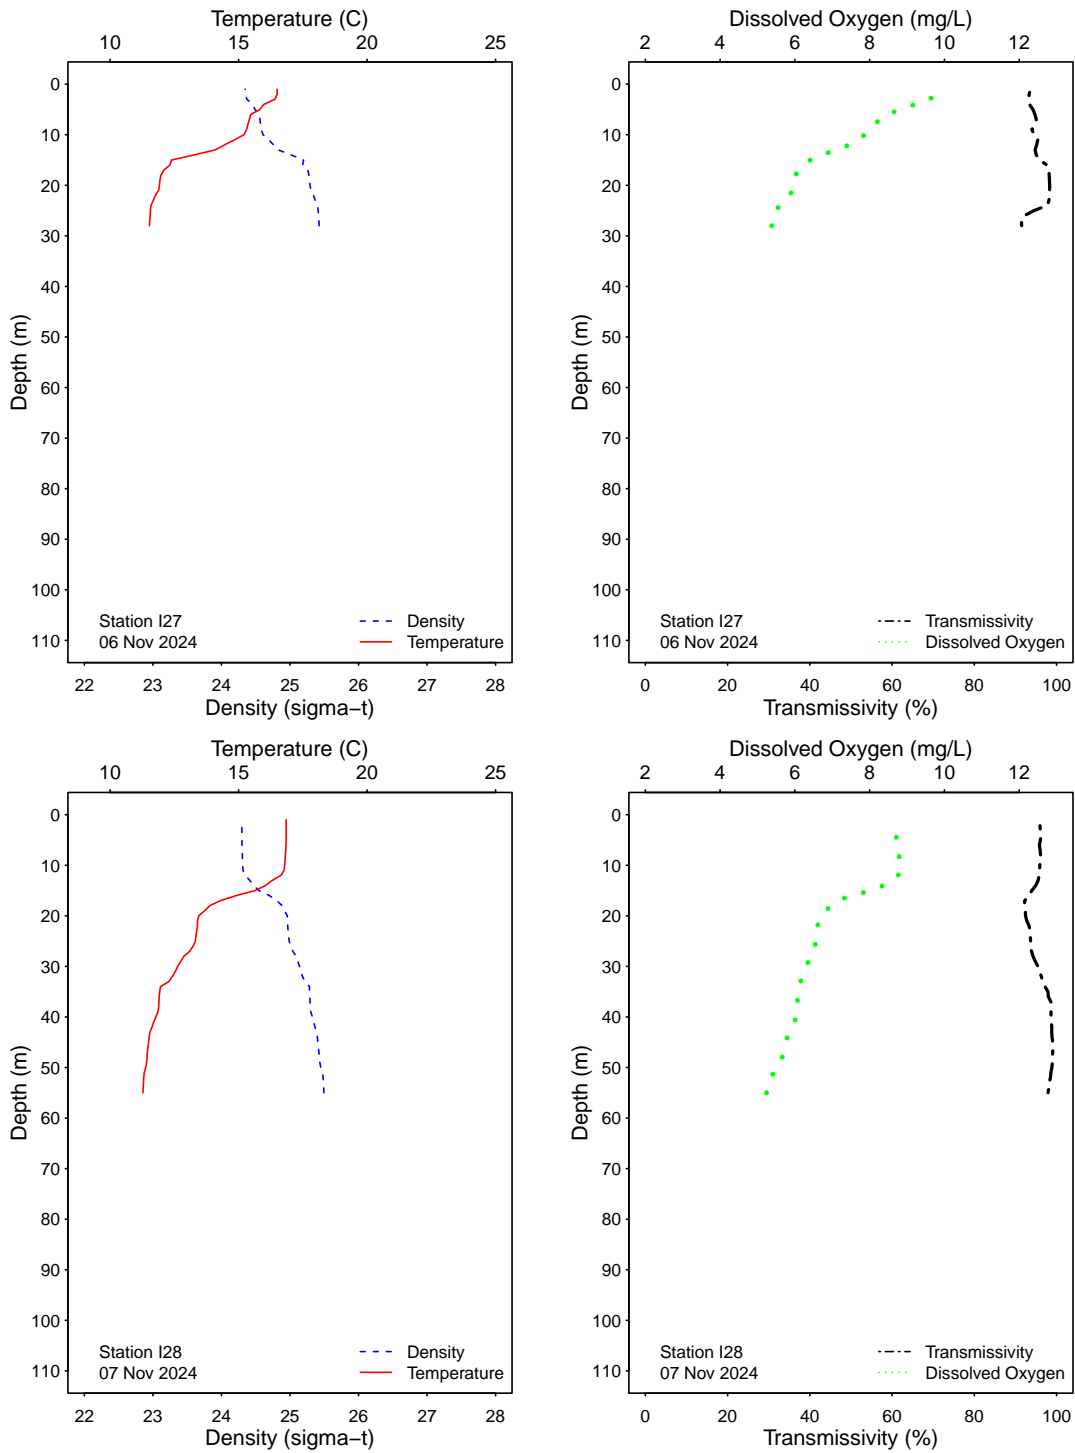 Temperature (C)
10 15 20 25
0
10
20
30
40
50
60
70
80
90
100
110
Depth (m)
Station I27
06 Nov 2024
Density
Temperature
22 23 24 25 26 27 28
Density (sigma−t)
Dissolved Oxygen (mg/L)
2 4 6 8 10 12
0
10
20
30
40
50
60
70
80
90
100
110
Depth (m)
Station I27
06 Nov 2024
Transmissivity
Dissolved Oxygen
0 20 40 60 80 100
Transmissivity (%)
Temperature (C)
10 15 20 25
0
10
20
30
40
50
60
70
80
90
100
110
Depth (m)
Station I28
07 Nov 2024
Density
Temperature
22 23 24 25 26 27 28
Density (sigma−t)
Dissolved Oxygen (mg/L)
2 4 6 8 10 12
0
10
20
30
40
50
60
70
80
90
100
110
Depth (m)
Station I28
07 Nov 2024
Transmissivity
Dissolved Oxygen
0 20 40 60 80 100
Transmissivity (%)